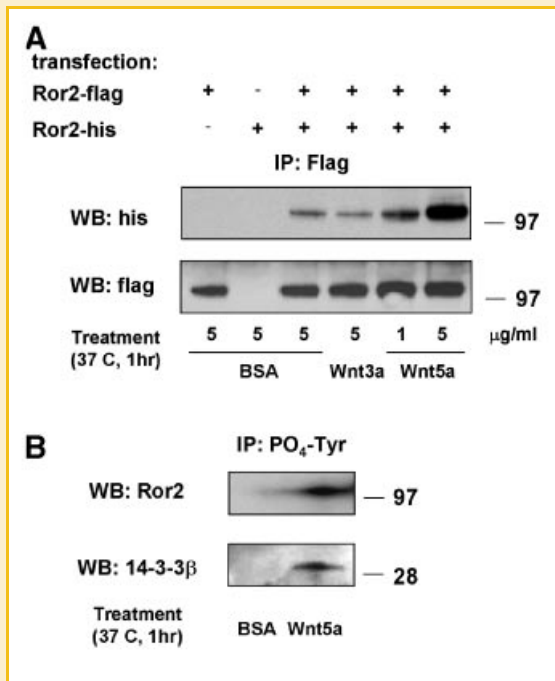 A
transfection:
Ror2-flag + - + + + +
Ror2-his - + + + + +
IP: Flag
WB: his — 97
WB: flag — 97
Treatment 5 5 5 5 1 5 μg/ml
(37 C, 1hr) BSA Wnt3a Wnt5a
B
IP: PO₄-Tyr
WB: Ror2 — 97
WB: 14-3-3β — 28
Treatment
(37 C, 1hr) BSA Wnt5a